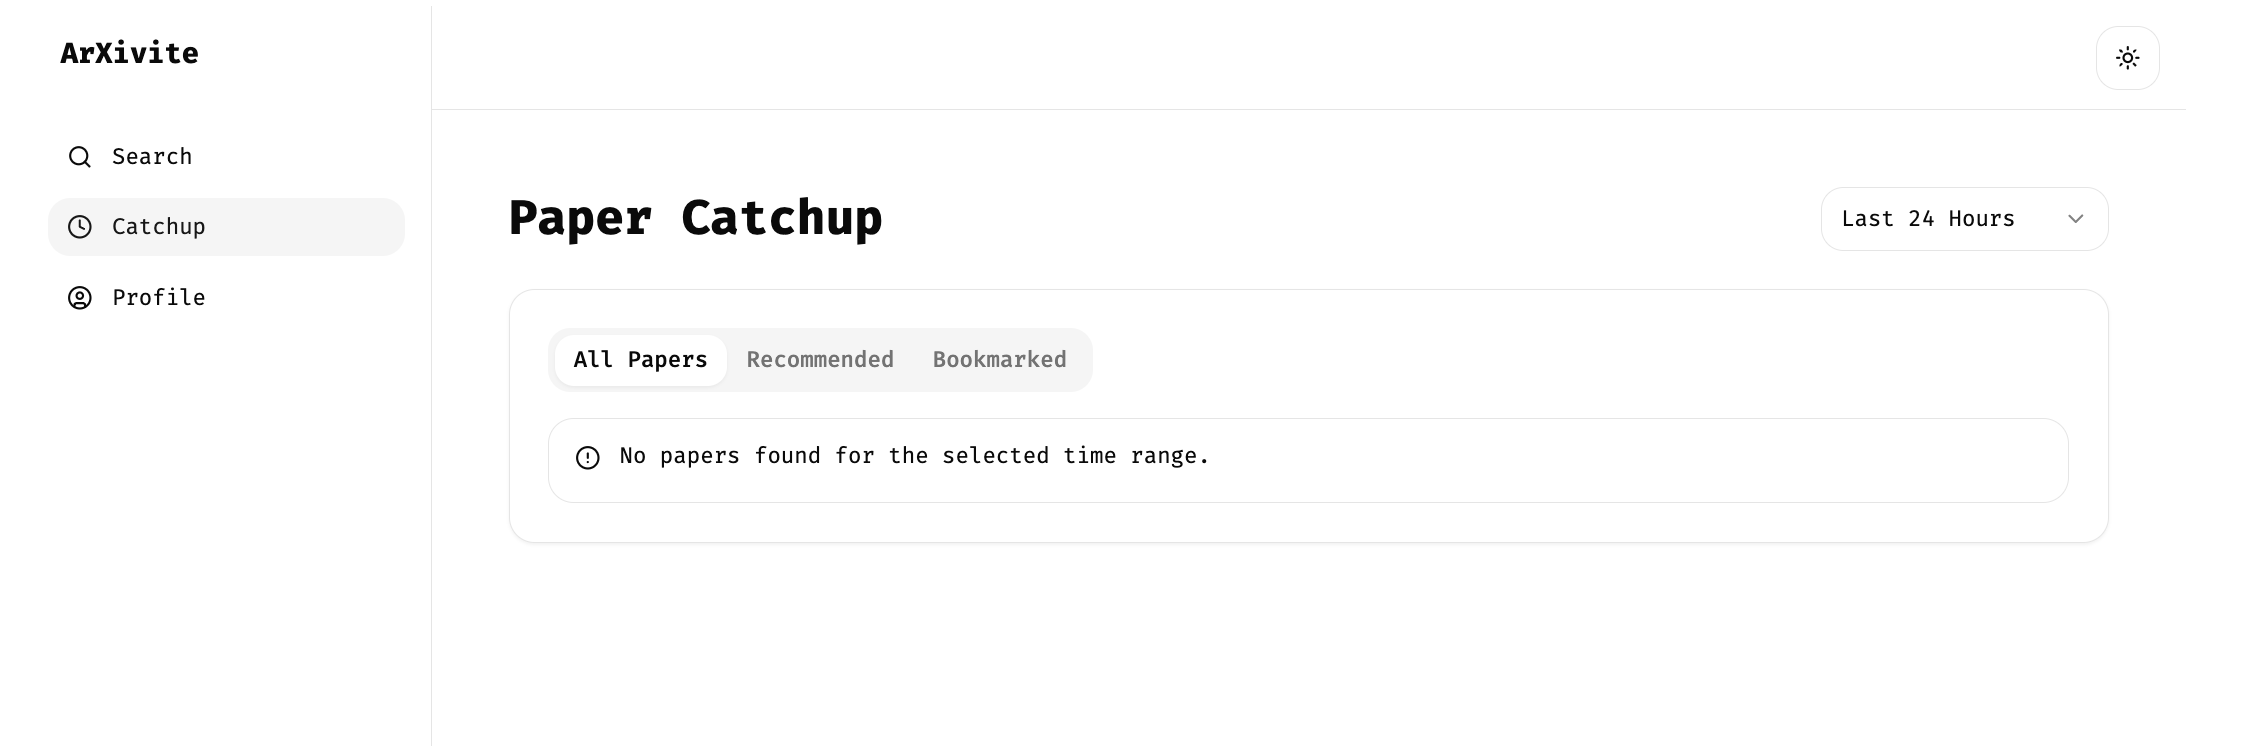 ArXivite
Search
Catchup
Profile
Paper Catchup
Last 24 Hours
All Papers
Recommended
Bookmarked
No papers found for the selected time range.